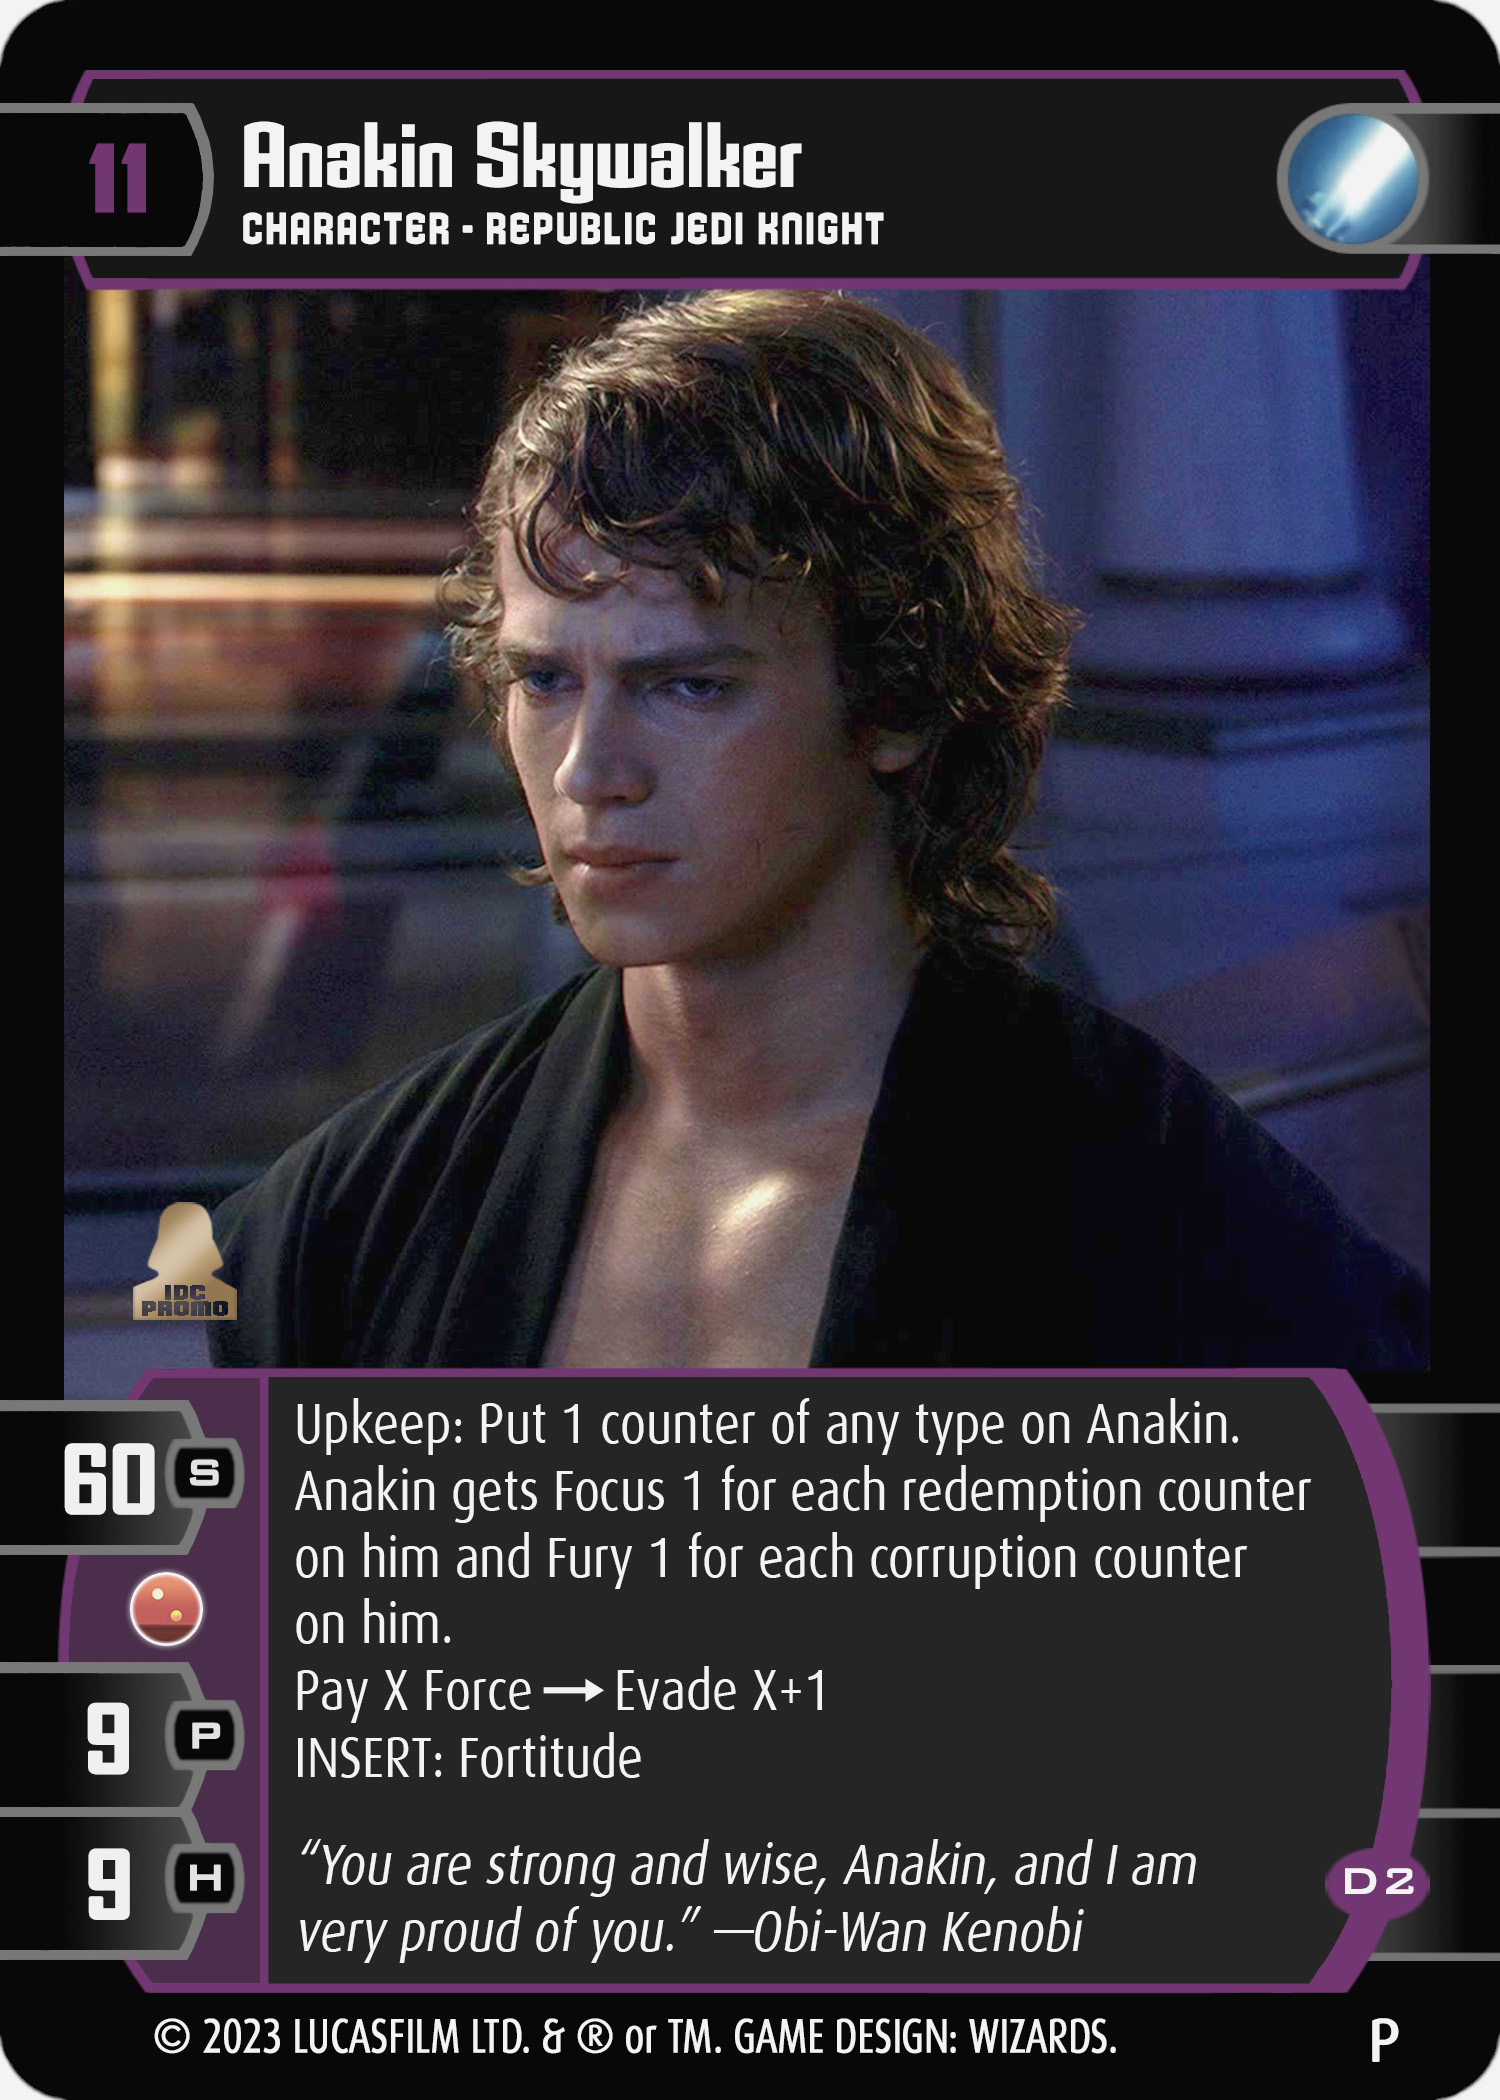 11
Anakin Skywalker
CHARACTER - REPUBLIC JEDI KNIGHT
IDC
PROMO
60 S
9 P
9 H
Upkeep: Put 1 counter of any type on Anakin.
Anakin gets Focus 1 for each redemption counter
on him and Fury 1 for each corruption counter
on him.
Pay X Force → Evade X+1
INSERT: Fortitude
“You are strong and wise, Anakin, and I am
very proud of you.” —Obi-Wan Kenobi
D2
© 2023 LUCASFILM LTD. & ® or TM. GAME DESIGN: WIZARDS.
P